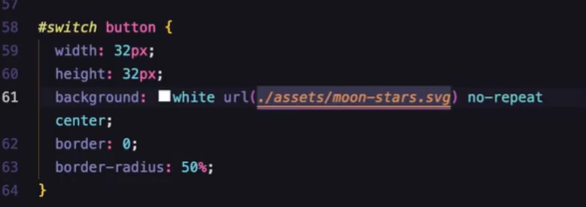 57
58 #switch button {
59 width: 32px;
60 height: 32px;
61 background: white url(./assets/moon-stars.svg) no-repeat
center;
62 border: 0;
63 border-radius: 50%;
64 }